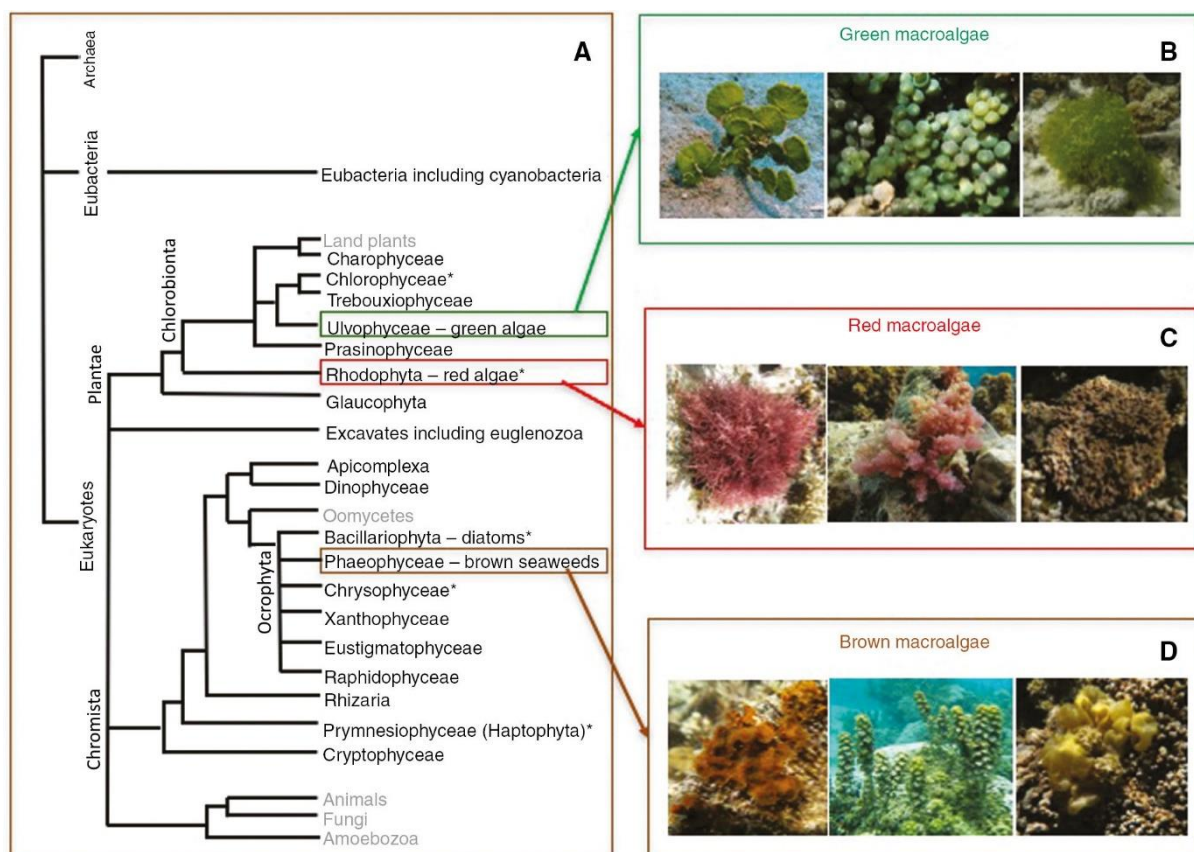 A
Archaea
Eubacteria
Eubacteria including cyanobacteria
Eukaryotes
Plantae
Chlorobionta
Land plants
Charophyceae
Chlorophyceae*
Trebouxiophyceae
Ulvophyceae – green algae
Prasinophyceae
Rhodophyta – red algae*
Glaucophyta
Excavates including euglenozoa
Chromista
Apicomplexa
Dinophyceae
Oomycetes
Ocrophyta
Bacillariophyta – diatoms*
Phaeophyceae – brown seaweeds
Chrysophyceae*
Xanthophyceae
Eustigmatophyceae
Raphidophyceae
Rhizaria
Prymnesiophyceae (Haptophyta)*
Cryptophyceae
Animals
Fungi
Amoebozoa
Green macroalgae
B
Red macroalgae
C
Brown macroalgae
D